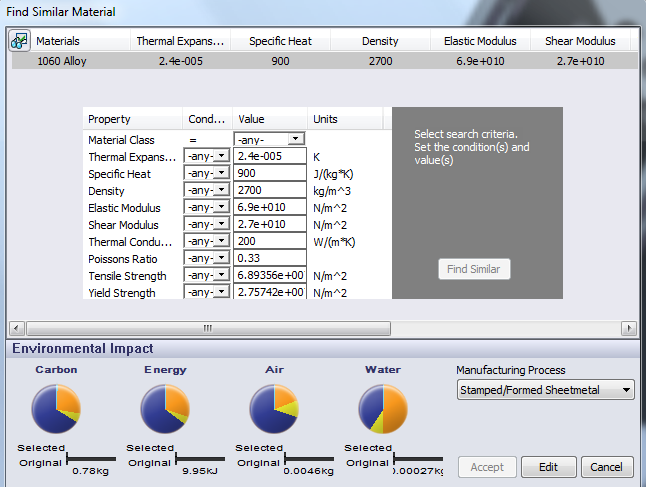 Find Similar Material
Materials Thermal Expans... Specific Heat Density Elastic Modulus Shear Modulus
1060 Alloy 2.4e-005 900 2700 6.9e+010 2.7e+010
Property Cond... Value Units
Material Class = -any-
Thermal Expans... -any- 2.4e-005 K
Specific Heat -any- 900 J/(kg*K)
Density -any- 2700 kg/m^3
Elastic Modulus -any- 6.9e+010 N/m^2
Shear Modulus -any- 2.7e+010 N/m^2
Thermal Condu... -any- 200 W/(m*K)
Poissons Ratio -any- 0.33
Tensile Strength -any- 6.89356e+00 N/m^2
Yield Strength -any- 2.75742e+00 N/m^2
Select search criteria.
Set the condition(s) and
value(s)
Find Similar
Environmental Impact
Carbon Energy Air Water
Manufacturing Process
Stamped/Formed Sheetmetal
Selected Selected Selected Selected
Original Original Original Original
0.78kg 9.95kJ 0.0046kg 0.00027kg
Accept Edit Cancel